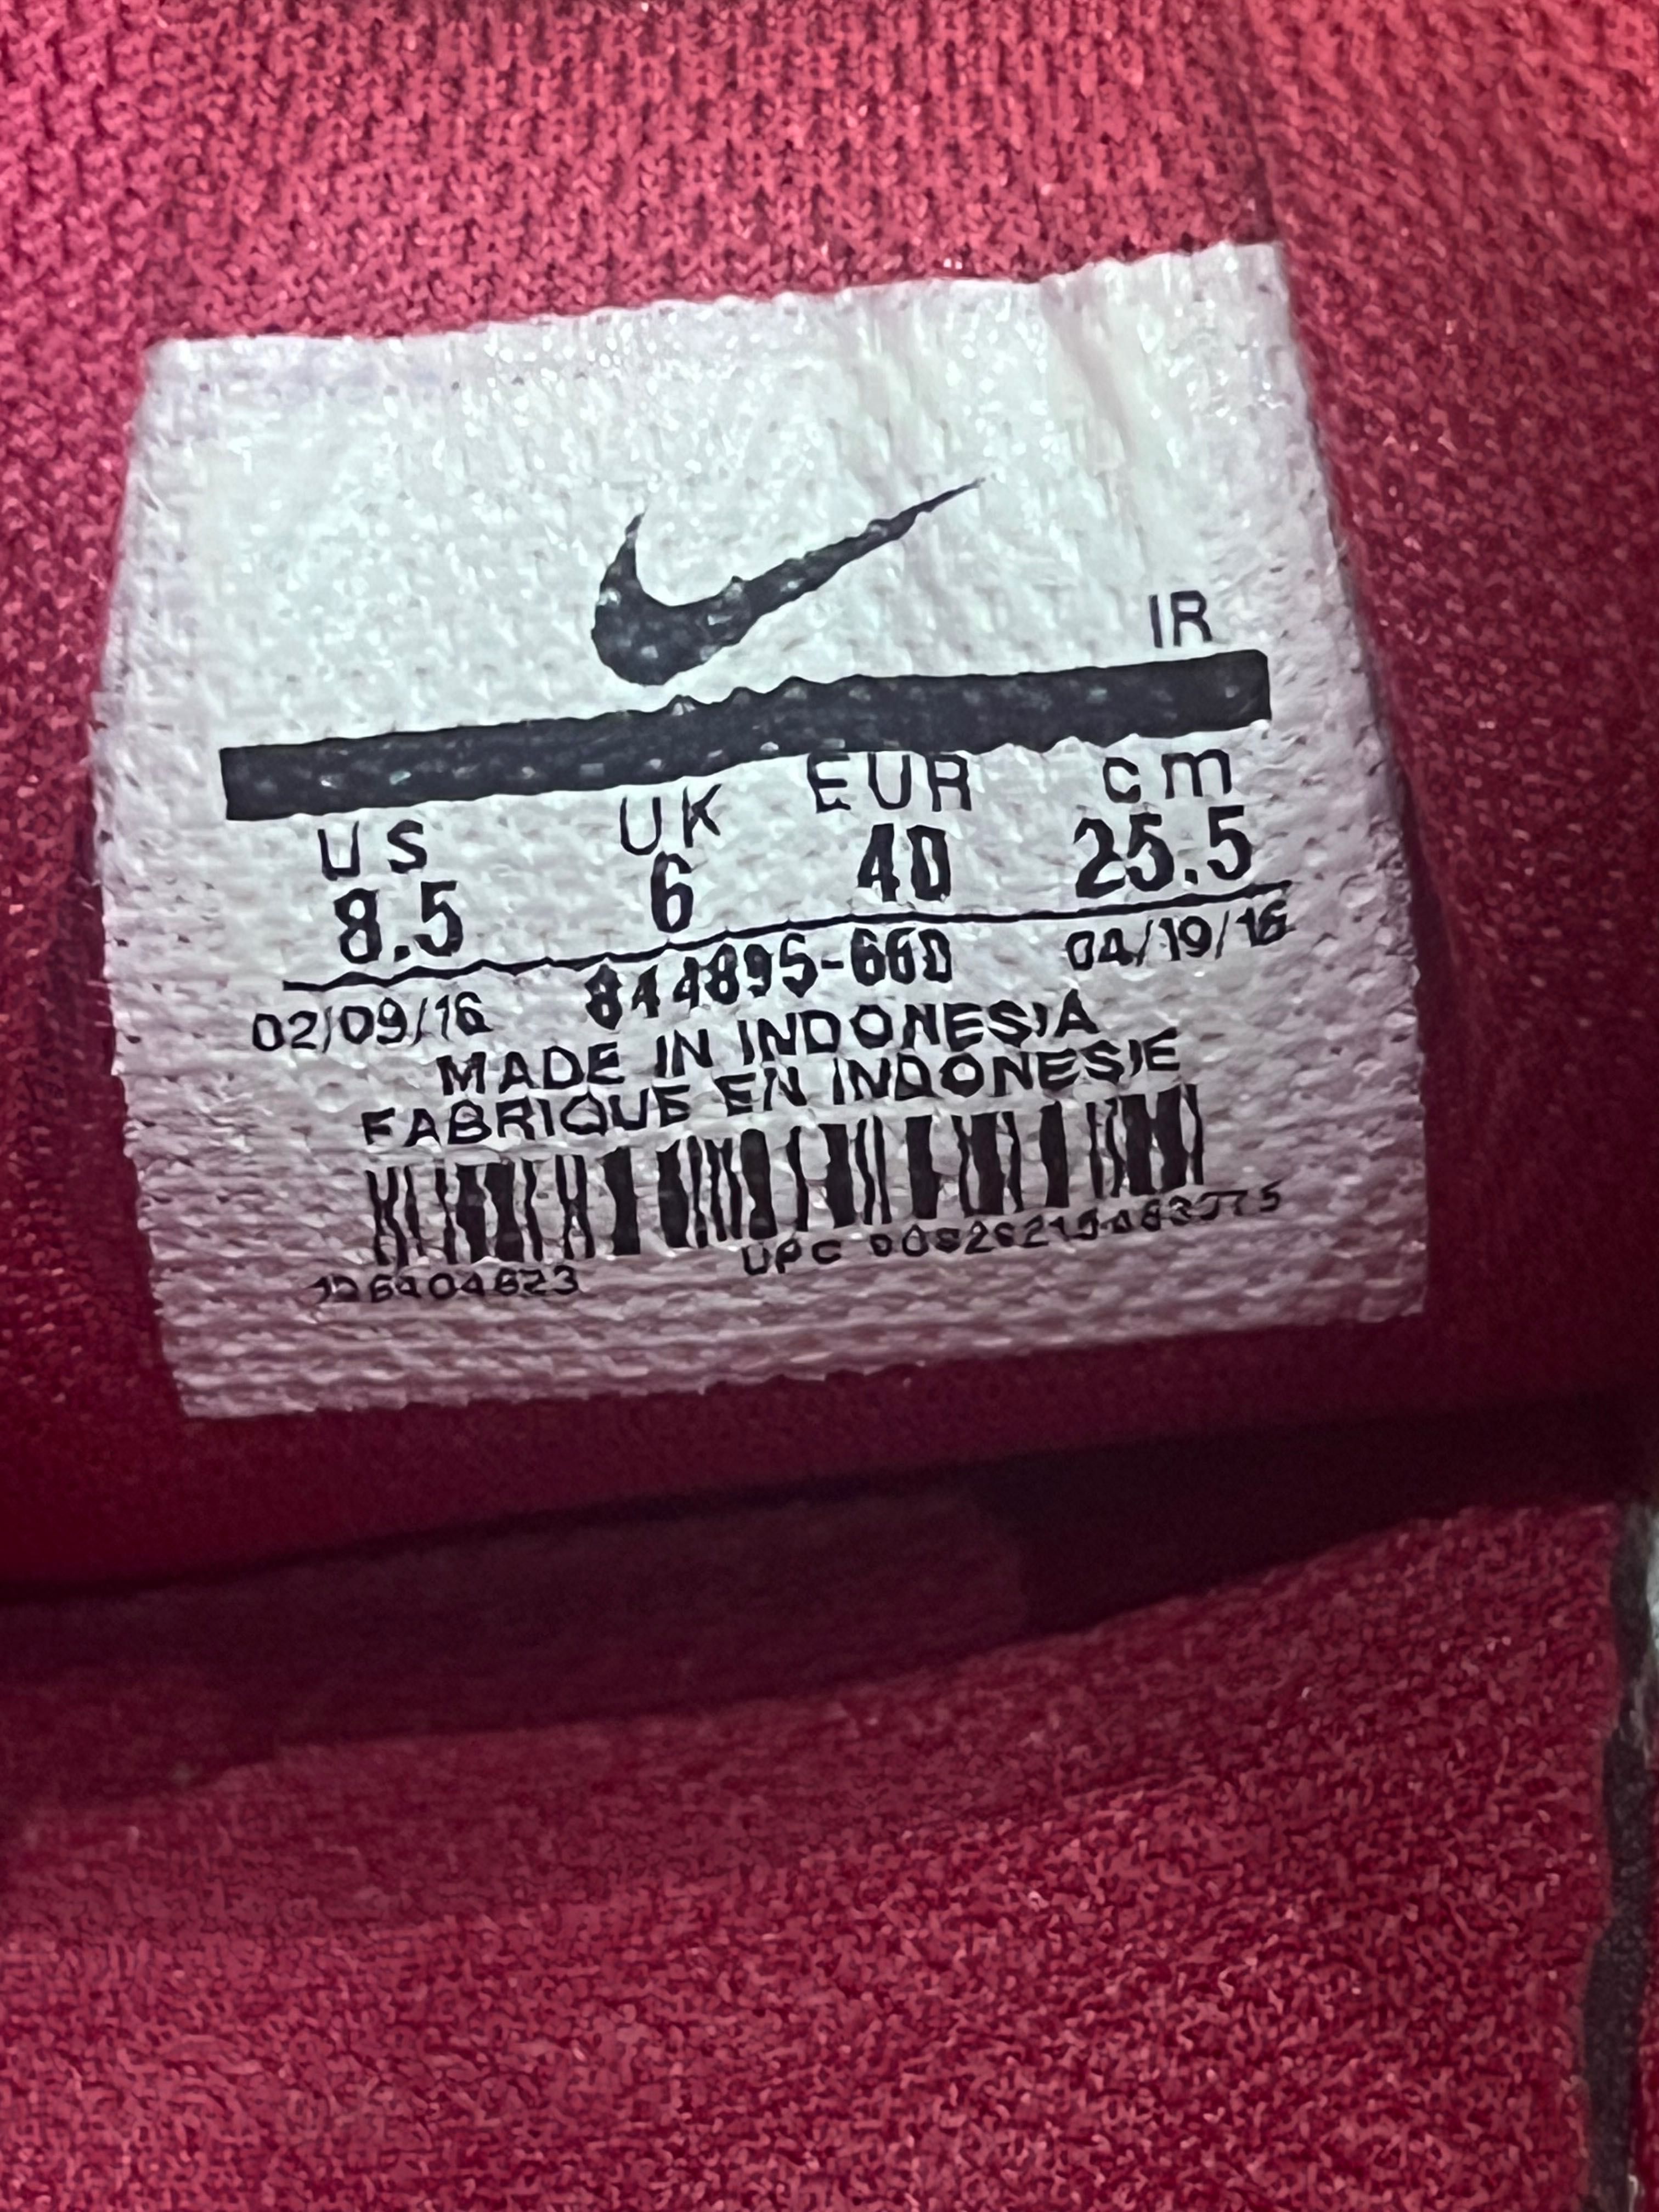 IR
US UK EUR cm
8.5 6 40 25.5
02/09/16 844895-660 04/19/16
MADE IN INDONESIA
FABRIQUE EN INDONESIE
UPC